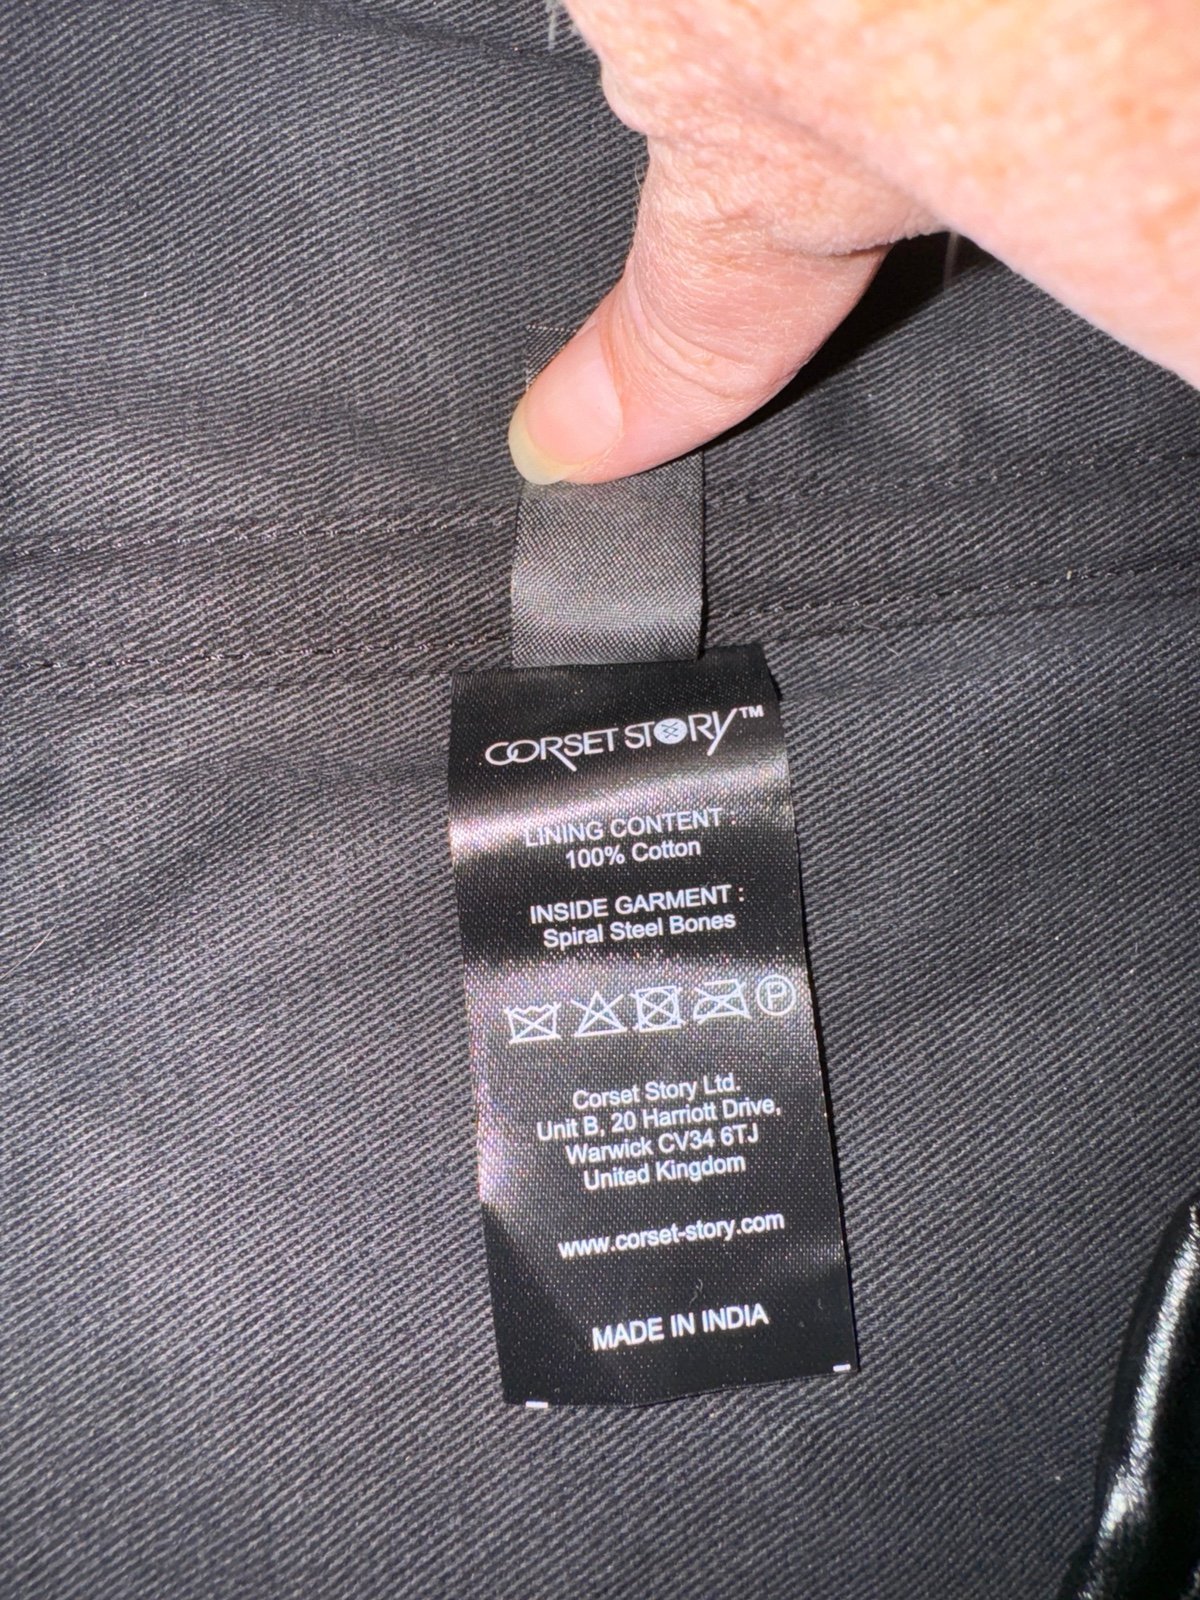 CORSET STORY™
LINING CONTENT :
100% Cotton
INSIDE GARMENT :
Spiral Steel Bones
P
Corset Story Ltd.
Unit B, 20 Harriott Drive,
Warwick CV34 6TJ
United Kingdom
www.corset-story.com
MADE IN INDIA